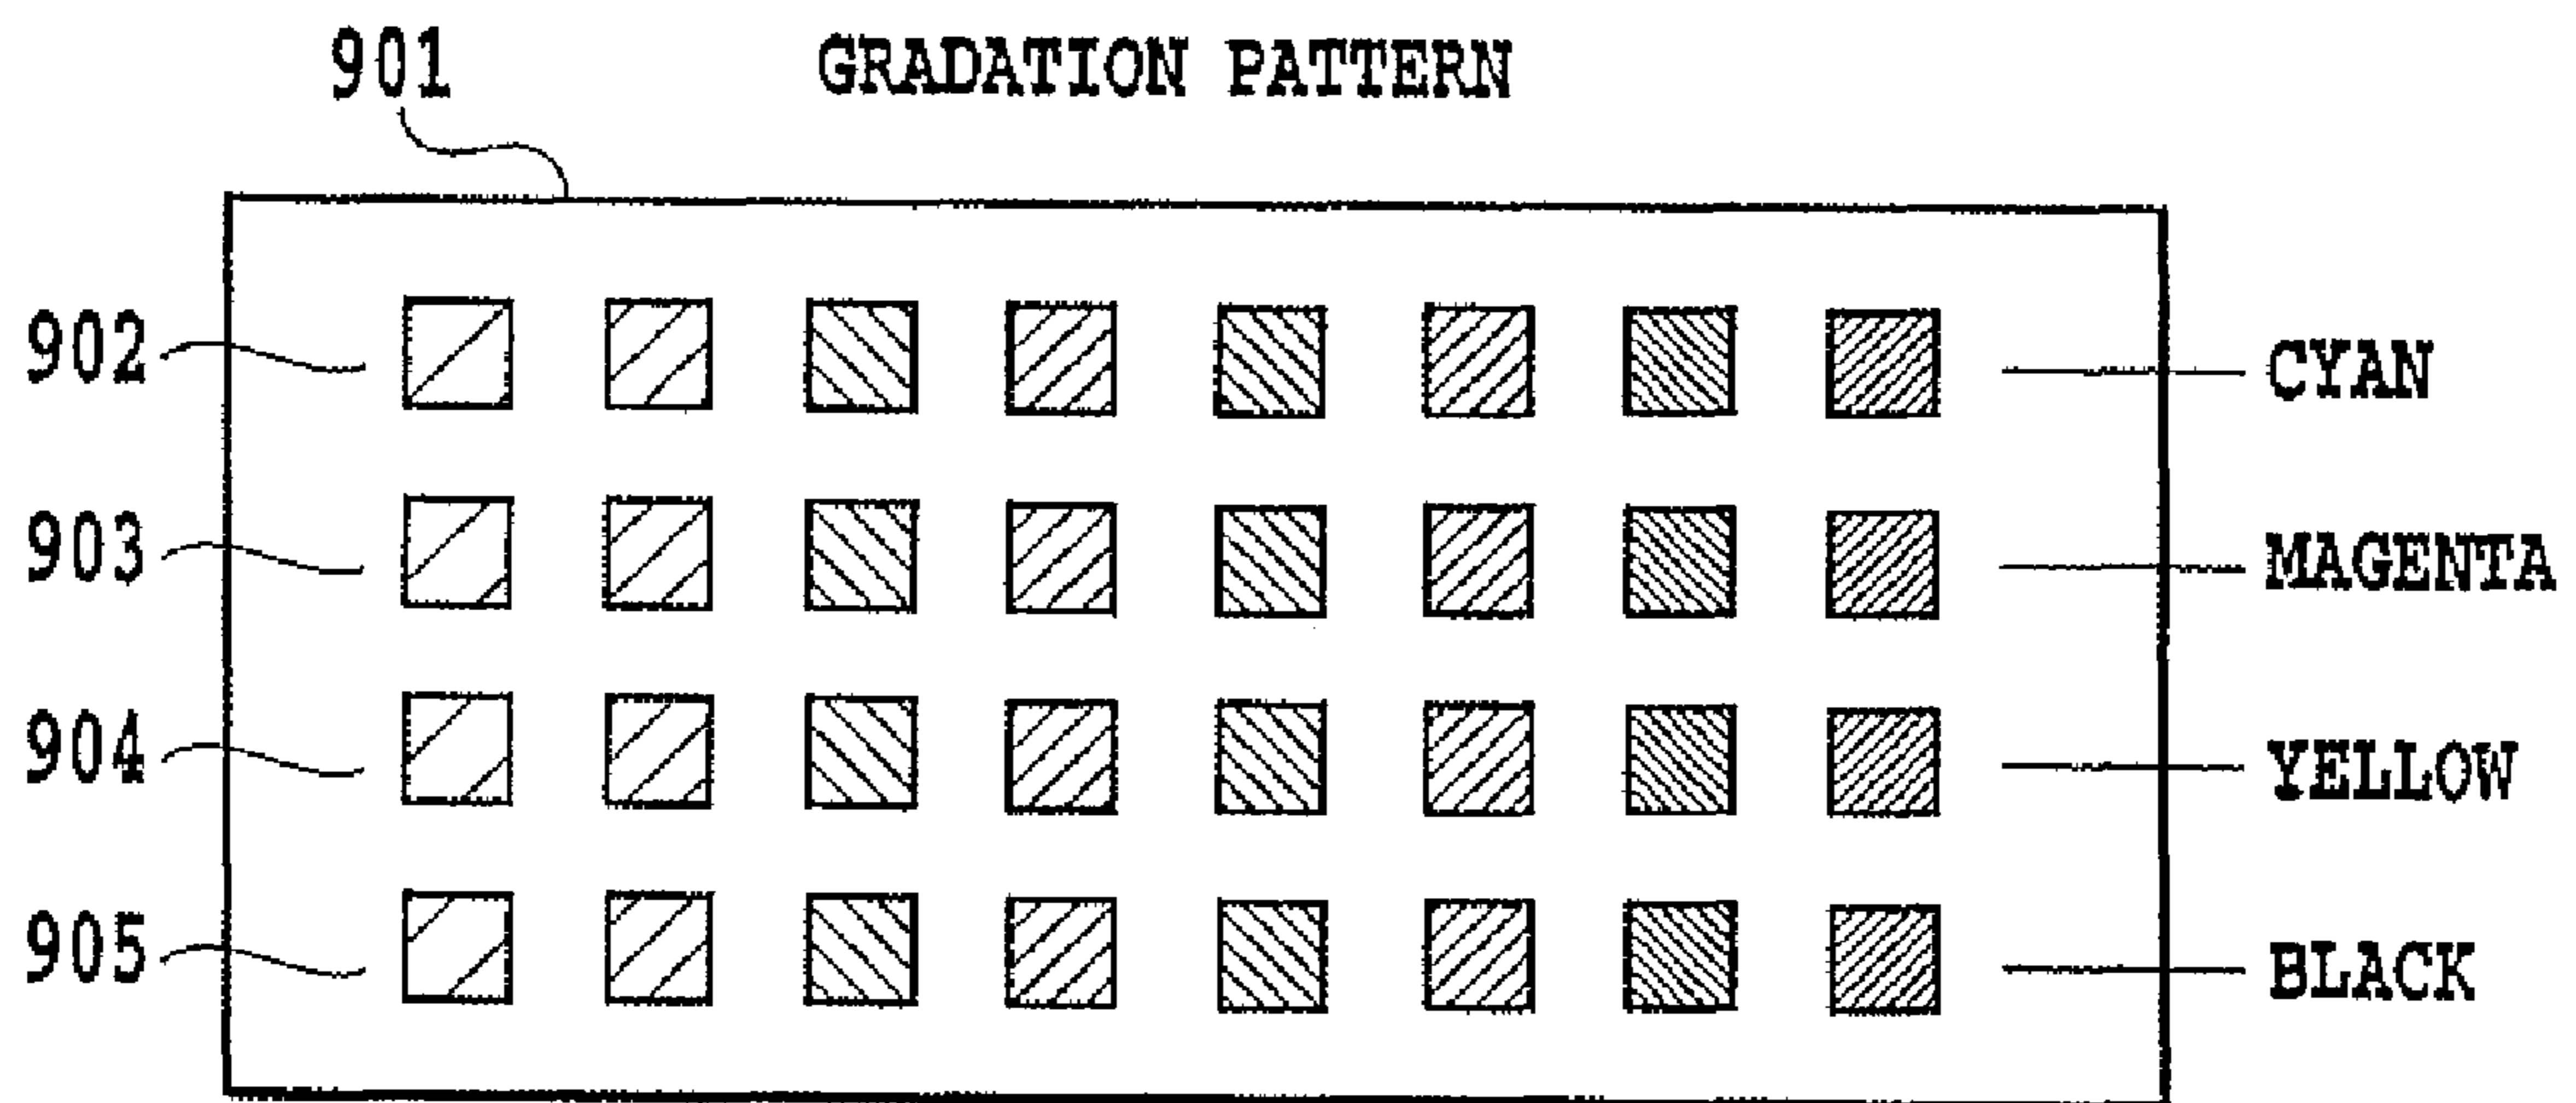 901 GRADATION PATTERN
902 CYAN
903 MAGENTA
904 YELLOW
905 BLACK